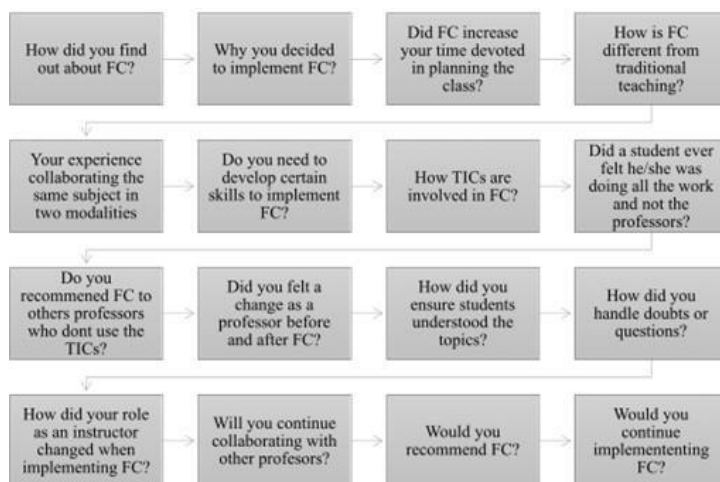 How did you find
out about FC?
Why you decided
to implement FC?
Did FC increase
your time devoted
in planning the
class?
How is FC
different from
traditional
teaching?
Your experience
collaborating the
same subject in
two modalities
Do you need to
develop certain
skills to implement
FC?
How TICs are
involved in FC?
Did a student ever
felt he/she was
doing all the work
and not the
professors?
Do you
recommened FC to
others professors
who dont use the
TICs?
Did you felt a
change as a
professor before
and after FC?
How did you
ensure students
understood the
topics?
How did you
handle doubts or
questions?
How did your role
as an instructor
changed when
implementing FC?
Will you continue
collaborating with
other profesors?
Would you
recommend FC?
Would you
continue
implemententing
FC?